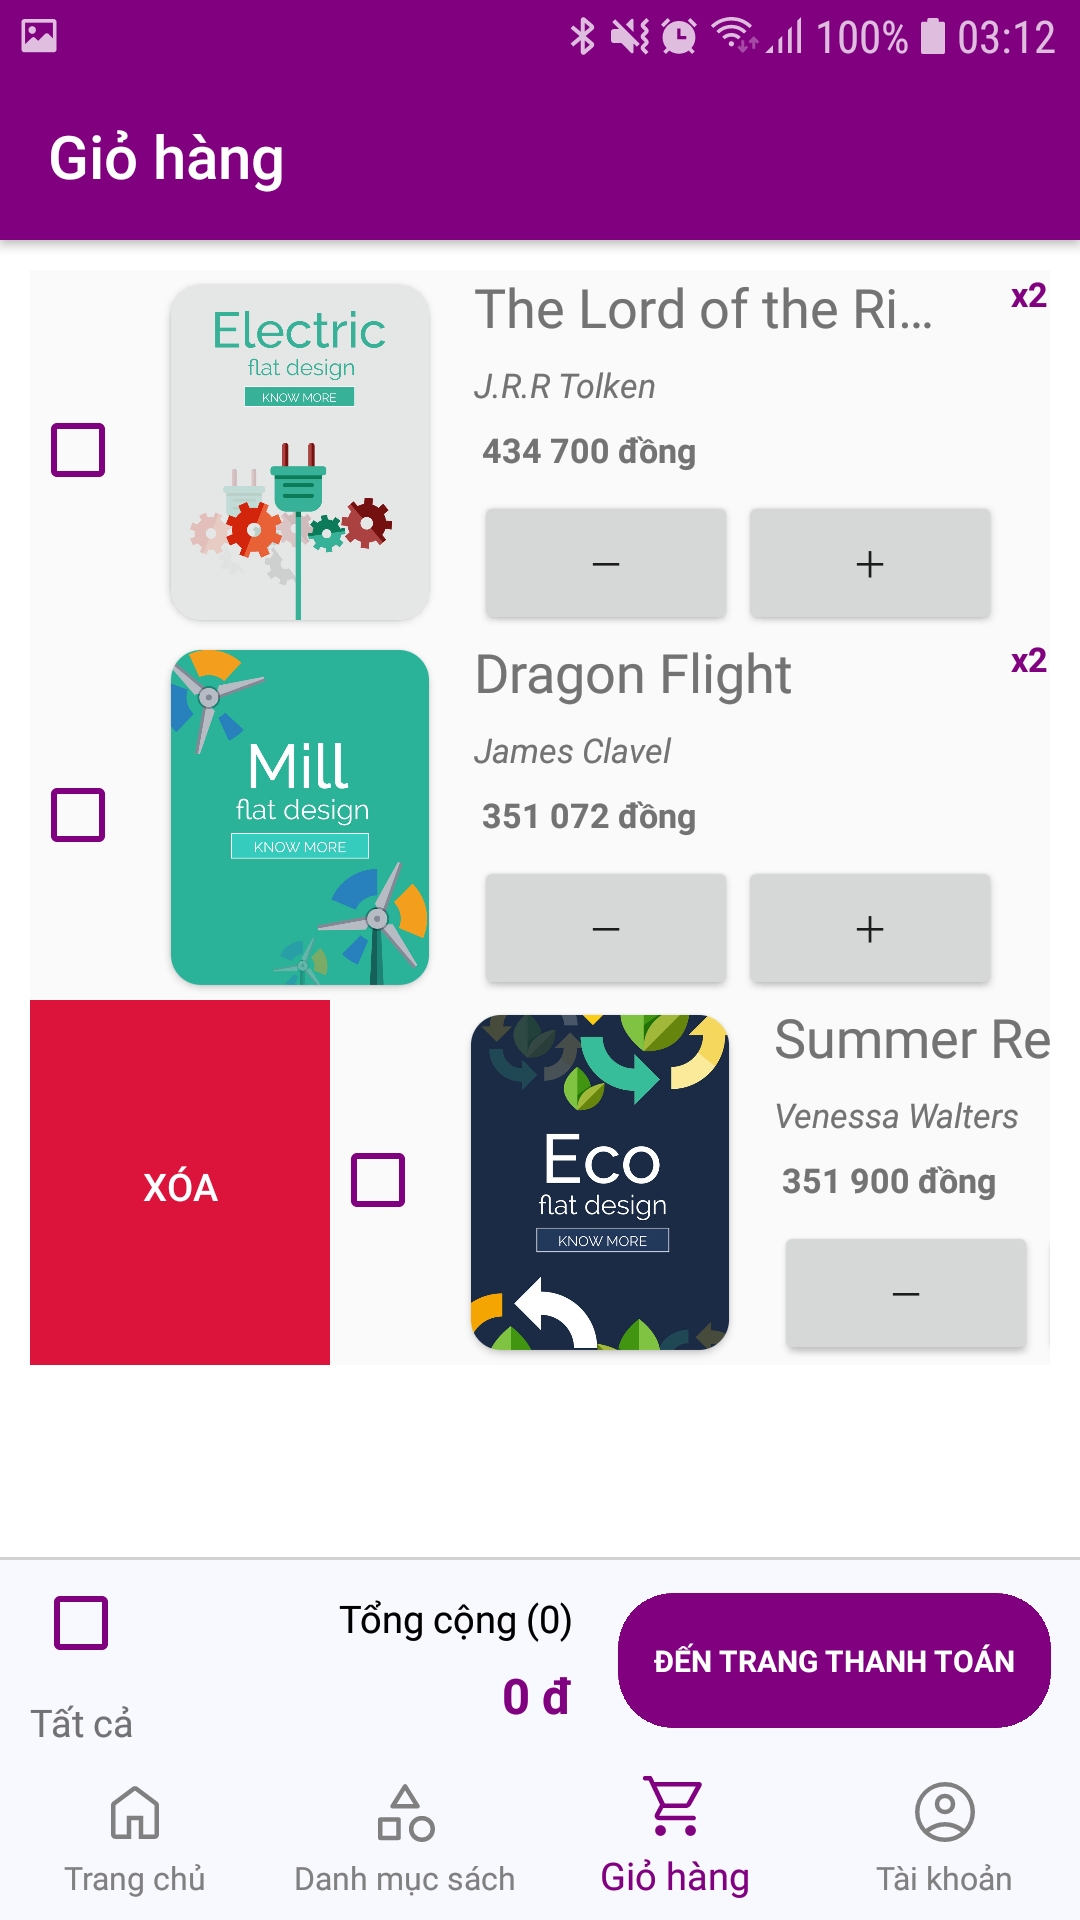 100% 03:12
Giỏ hàng
Electric
flat design
KNOW MORE
The Lord of the Ri...
x2
J.R.R Tolken
434 700 đồng
−
+
Mill
flat design
KNOW MORE
Dragon Flight
x2
James Clavel
351 072 đồng
−
+
XÓA
Eco
flat design
KNOW MORE
Summer Re
Venessa Walters
351 900 đồng
−
Tất cả
Tổng cộng (0)
0 đ
ĐẾN TRANG THANH TOÁN
Trang chủ
Danh mục sách
Giỏ hàng
Tài khoản